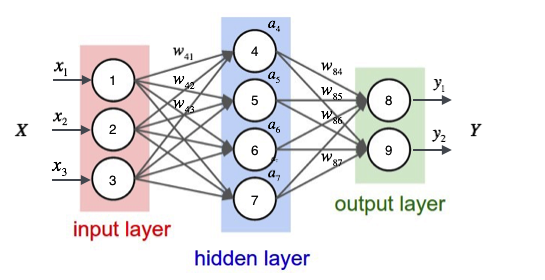 a₄
w₄₁
x₁
1
4
w₈₄
w₄₂
a₅
w₈₅
y₁
5
8
w₄₃
X
x₂
2
a₆
w₈₆
y₂
Y
6
9
x₃
3
a₇
w₈₇
7
output layer
input layer
hidden layer